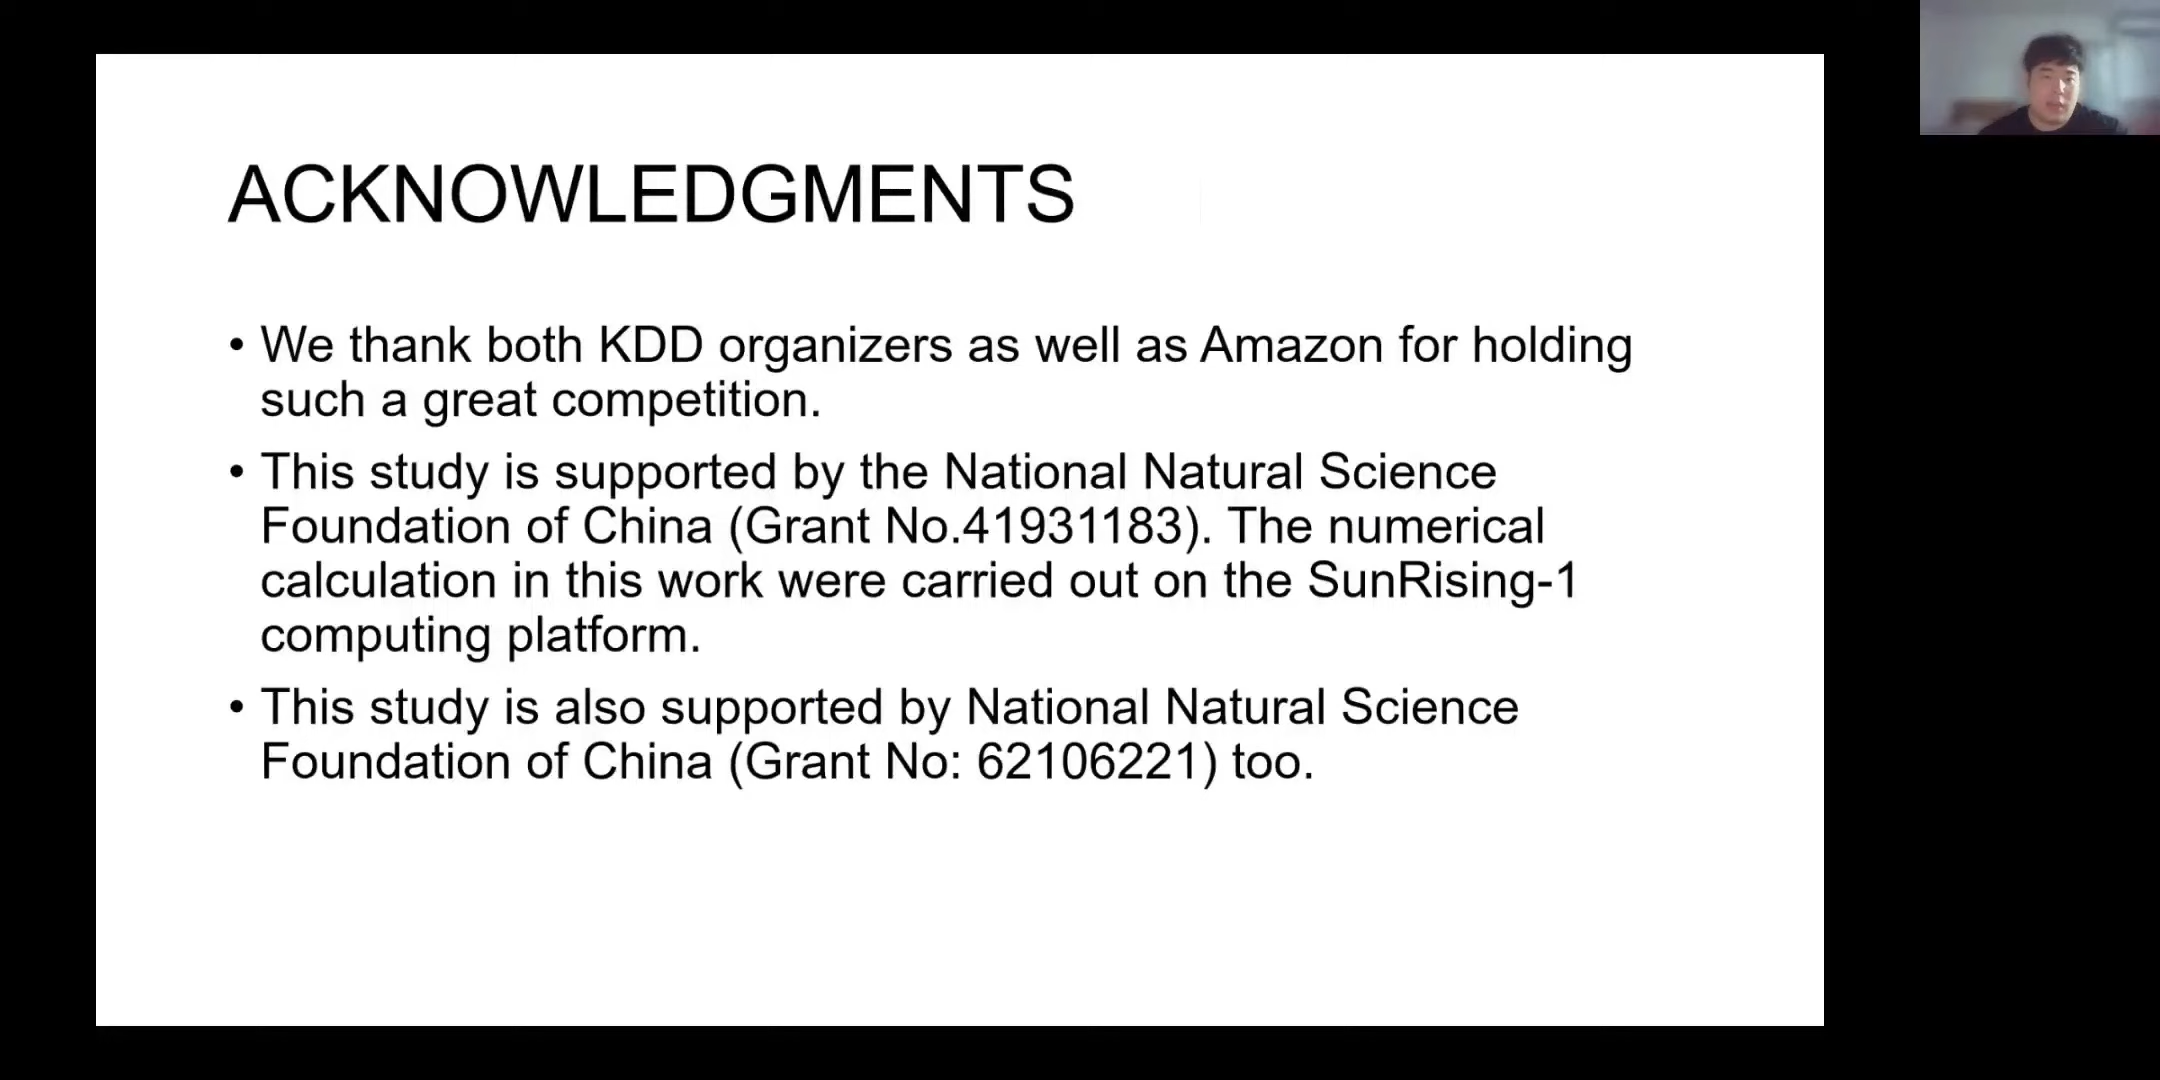 ACKNOWLEDGMENTS
• We thank both KDD organizers as well as Amazon for holding
such a great competition.
• This study is supported by the National Natural Science
Foundation of China (Grant No.41931183). The numerical
calculation in this work were carried out on the SunRising-1
computing platform.
• This study is also supported by National Natural Science
Foundation of China (Grant No: 62106221) too.